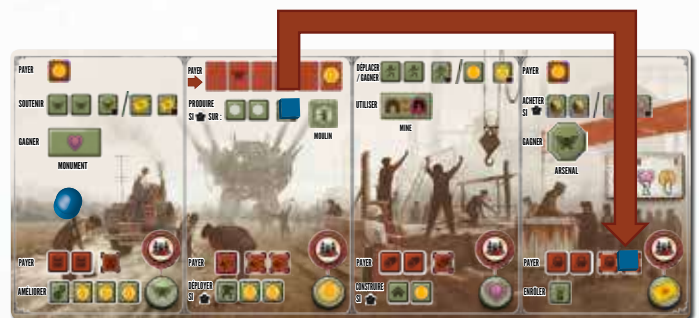 PAYER
SOUTENIR
GAGNER
MONUMENT
PAYER
AMÉLIORER
PAYER
PRODUIRE
SI SUR :
MOULIN
PAYER
DÉPLOYER
SI
DÉPLACER
/ GAGNER
UTILISER
MINE
PAYER
CONSTRUIRE
SI
PAYER
ACHETER
SI
GAGNER
ARSENAL
PAYER
ENRÔLER